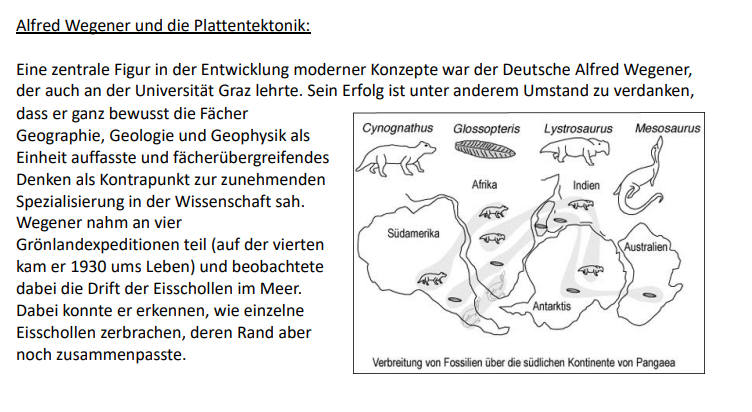 Alfred Wegener und die Plattentektonik:
Eine zentrale Figur in der Entwicklung moderner Konzepte war der Deutsche Alfred Wegener,
der auch an der Universität Graz lehrte. Sein Erfolg ist unter anderem Umstand zu verdanken,
dass er ganz bewusst die Fächer
Geographie, Geologie und Geophysik als
Einheit auffasste und fächerübergreifendes
Denken als Kontrapunkt zur zunehmenden
Spezialisierung in der Wissenschaft sah.
Wegener nahm an vier
Grönlandexpeditionen teil (auf der vierten
kam er 1930 ums Leben) und beobachtete
dabei die Drift der Eisschollen im Meer.
Dabei konnte er erkennen, wie einzelne
Eisschollen zerbrachen, deren Rand aber
noch zusammenpasste.
Cynognathus Glossopteris Lystrosaurus Mesosaurus
Afrika Indien
Südamerika
Australien
Antarktis
Verbreitung von Fossilien über die südlichen Kontinente von Pangaea